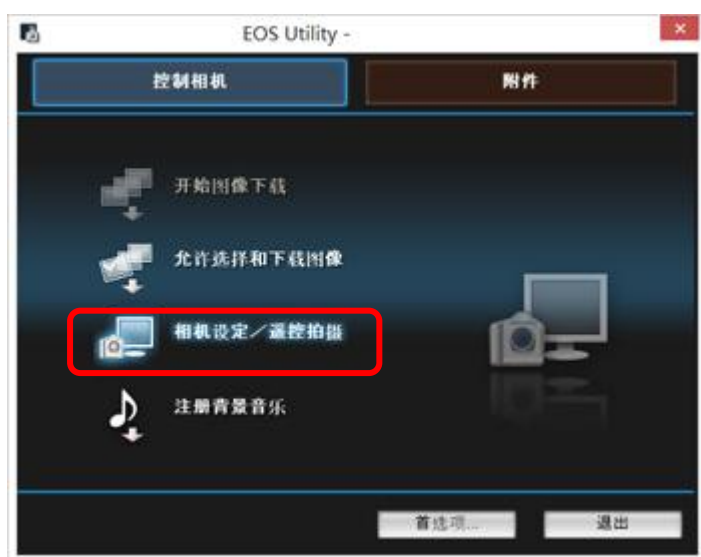 EOS Utility -
控制相机
附件
开始图像下载
允许选择和下载图像
相机设定／遥控拍摄
注册背景音乐
首选项...
退出